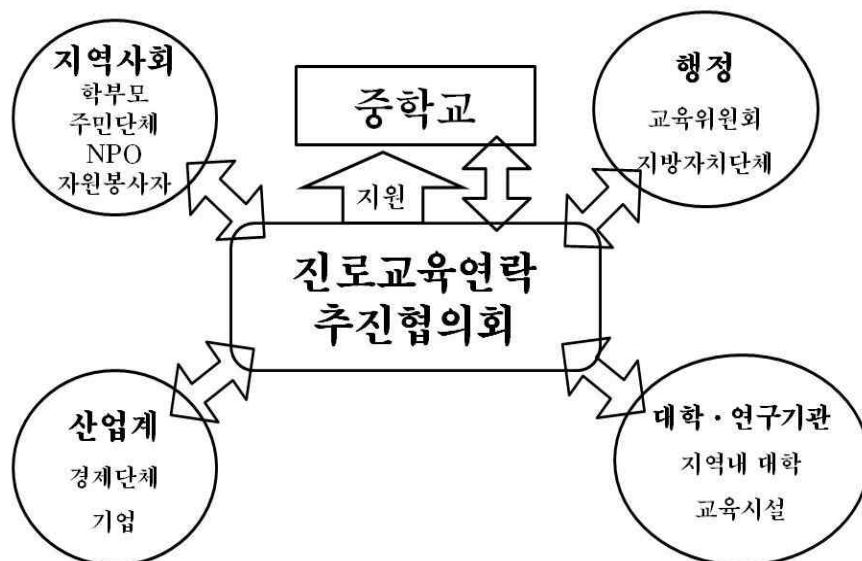 지역사회
학부모
주민단체
NPO
자원봉사자
중학교
행정
교육위원회
지방자치단체
지원
진로교육연락
추진협의회
산업계
경제단체
기업
대학·연구기관
지역내 대학
교육시설